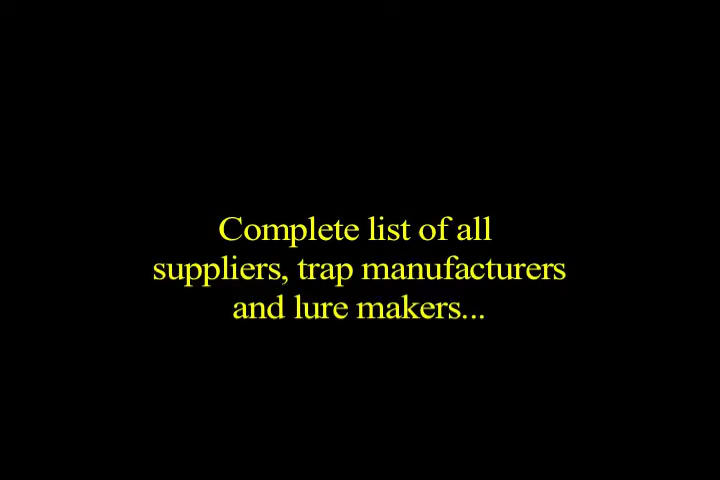 Complete list of all
suppliers, trap manufacturers
and lure makers...